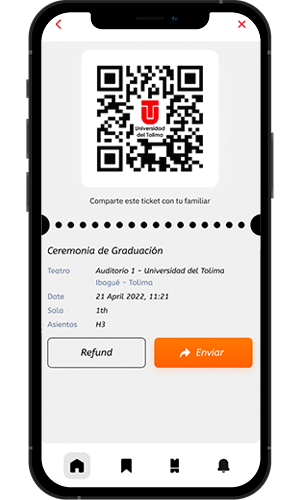 Universidad
del Tolima
Comparte este ticket con tu familiar
Ceremonia de Graduación
Teatro Auditorio 1 - Universidad del Tolima
Ibagué - Tolima
Date 21 April 2022, 11:21
Sala 1th
Asientos H3
Refund Enviar